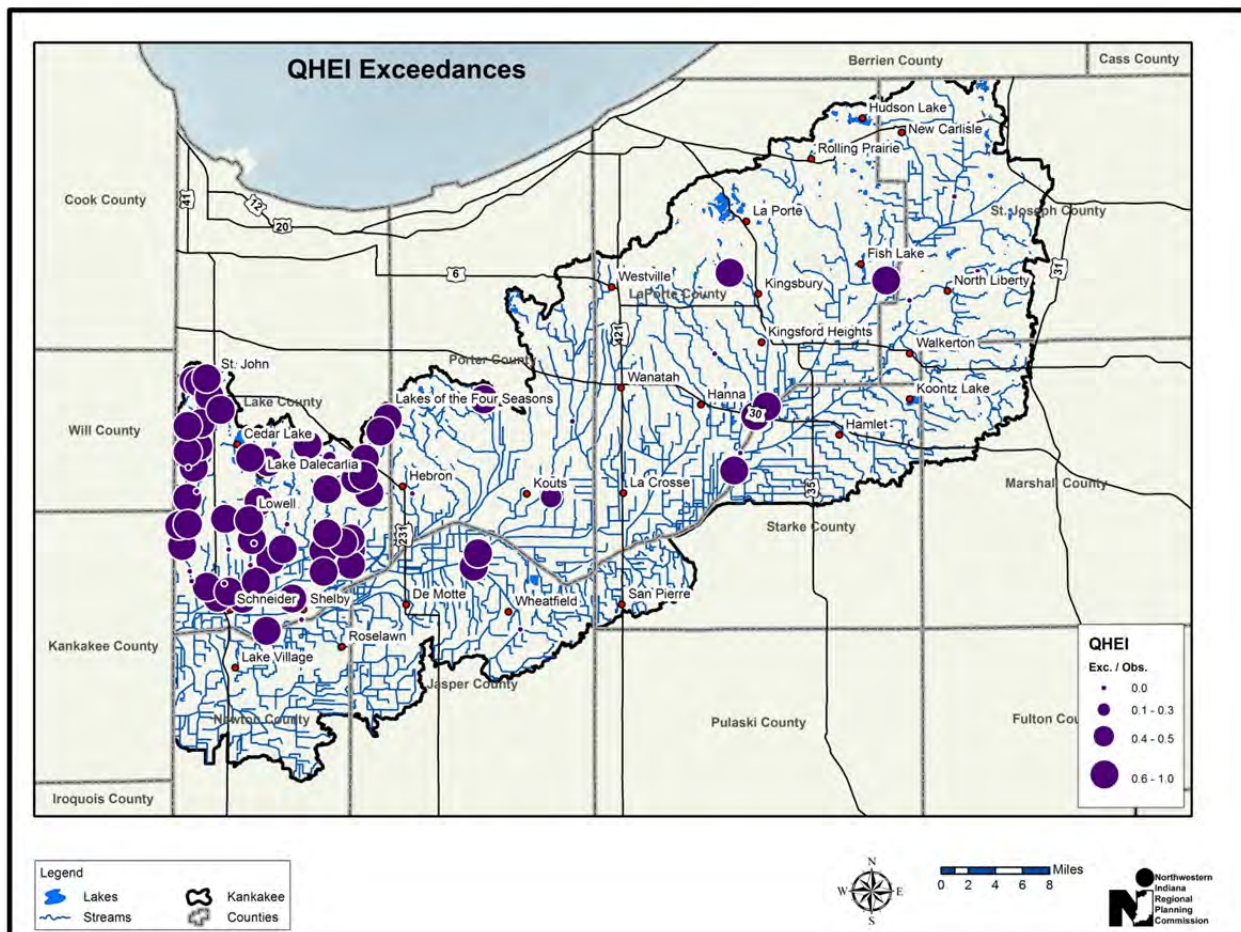 QHEI Exceedances
Berrien County
Cass County
Hudson Lake
New Carlisle
Rolling Prairie
Cook County
41
12
20
St. Joseph County
La Porte
6
Fish Lake
31
Westville
LaPorte County
Kingsbury
North Liberty
421
Kingsford Heights
Walkerton
Porter County
St. John
Wanatah
Koontz Lake
Lake County
Lakes of the Four Seasons
Hanna
30
Will County
Cedar Lake
Hamlet
Lake Dalecarlia
Hebron
Kouts
La Crosse
35
Marshall County
Lowell
Starke County
231
Schneider
Shelby
De Motte
Wheatfield
San Pierre
Kankakee County
Roselawn
Lake Village
Jasper County
Newton County
Pulaski County
Fulton Cou
Iroquois County
QHEI
Exc. / Obs.
0.0
0.1 - 0.3
0.4 - 0.5
0.6 - 1.0
Legend
Lakes
Kankakee
Streams
Counties
N
W
E
S
0 2 4 6 8 Miles
Northwestern
Indiana
Regional
Planning
Commission